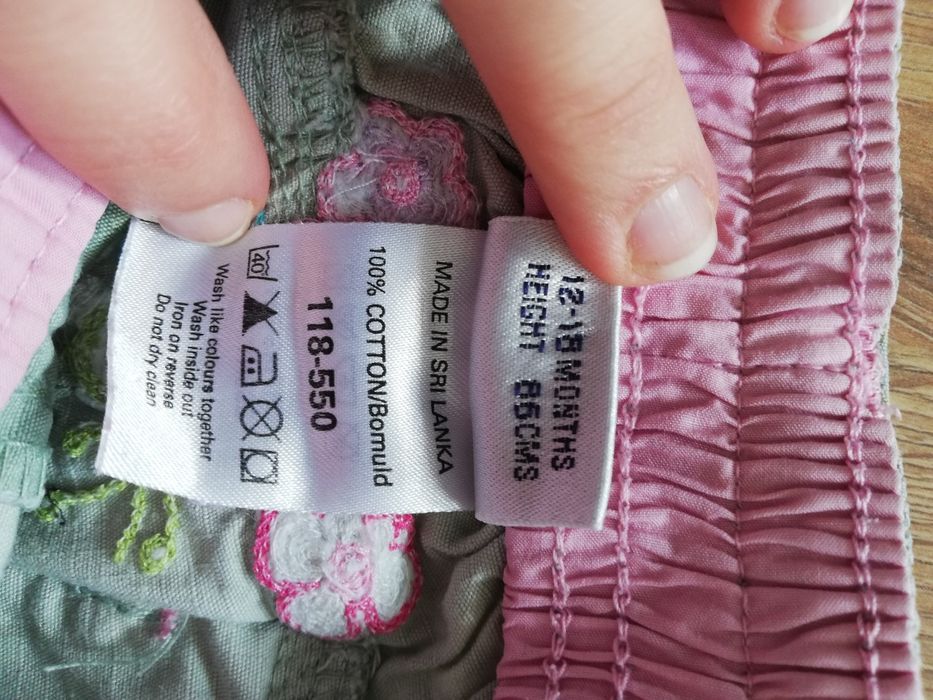 12-18 MONTHS
HEIGHT 86CMS
MADE IN SRI LANKA
100% COTTON/Bomuld
118-550
40
Wash like colours together
Wash inside out
Iron on reverse
Do not dry clean